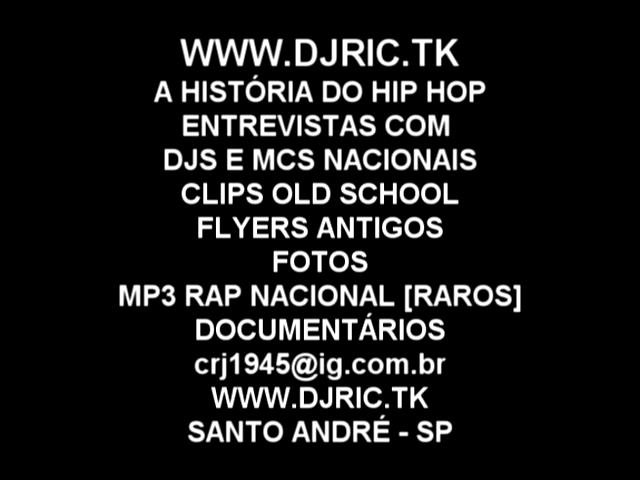 WWW.DJRIC.TK
A HISTÓRIA DO HIP HOP
ENTREVISTAS COM
DJS E MCS NACIONAIS
CLIPS OLD SCHOOL
FLYERS ANTIGOS
FOTOS
MP3 RAP NACIONAL [RAROS]
DOCUMENTÁRIOS
crj1945@ig.com.br
WWW.DJRIC.TK
SANTO ANDRÉ - SP